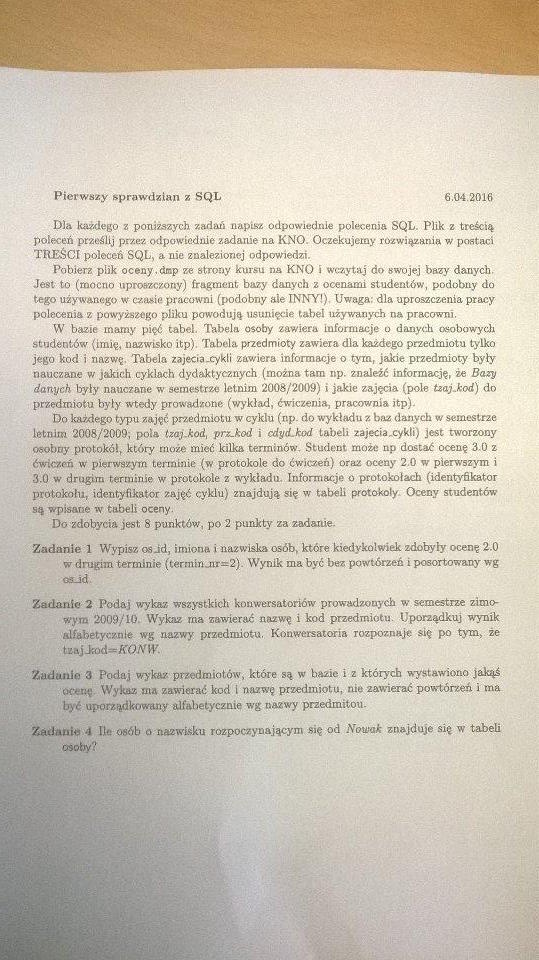 Pierwszy sprawdzian z SQL 6.04.2016
Dla każdego z poniższych zadań napisz odpowiednie polecenia SQL. Plik z treścią
poleceń prześlij przez odpowiednie zadanie na KNO. Oczekujemy rozwiązania w postaci
TREŚCI poleceń SQL, a nie znalezionej odpowiedzi.
Pobierz plik oceny.dmp ze strony kursu na KNO i wczytaj do swojej bazy danych.
Jest to (mocno uproszczony) fragment bazy danych z ocenami studentów, podobny do
tego używanego w czasie pracowni (podobny ale INNY!). Uwaga: dla uproszczenia pracy
polecenia z powyższego pliku powodują usunięcie tabel używanych na pracowni.
W bazie mamy pięć tabel. Tabela osoby zawiera informacje o danych osobowych
studentów (imię, nazwisko itp). Tabela przedmioty zawiera dla każdego przedmiotu tylko
jego kod i nazwę. Tabela zajecia_cykli zawiera informacje o tym, jakie przedmioty były
nauczane w jakich cyklach dydaktycznych (można tam np. znaleźć informację, że Bazy
danych były nauczane w semestrze letnim 2008/2009) i jakie zajęcia (pole tzaj_kod) do
przedmiotu były wtedy prowadzone (wykład, ćwiczenia, pracownia itp).
Do każdego typu zajęć przedmiotu w cyklu (np. do wykładu z baz danych w semestrze
letnim 2008/2009; pola tzaj_kod, prz_kod i cdyd_kod tabeli zajecia_cykli) jest tworzony
osobny protokół, który może mieć kilka terminów. Student może np dostać ocenę 3.0 z
ćwiczeń w pierwszym terminie (w protokole do ćwiczeń) oraz oceny 2.0 w pierwszym i
3.0 w drugim terminie w protokole z wykładu. Informacje o protokołach (identyfikator
protokołu, identyfikator zajęć cyklu) znajdują się w tabeli protokoly. Oceny studentów
są wpisane w tabeli oceny.
Do zdobycia jest 8 punktów, po 2 punkty za zadanie.
Zadanie 1 Wypisz os_id, imiona i nazwiska osób, które kiedykolwiek zdobyły ocenę 2.0
w drugim terminie (termin_nr=2). Wynik ma być bez powtórzeń i posortowany wg
os_id.
Zadanie 2 Podaj wykaz wszystkich konwersatoriów prowadzonych w semestrze zimo-
wym 2009/10. Wykaz ma zawierać nazwę i kod przedmiotu. Uporządkuj wynik
alfabetycznie wg nazwy przedmiotu. Konwersatoria rozpoznaje się po tym, że
tzaj_kod=KONW.
Zadanie 3 Podaj wykaz przedmiotów, które są w bazie i z których wystawiono jakąś
ocenę. Wykaz ma zawierać kod i nazwę przedmiotu, nie zawierać powtórzeń i ma
być uporządkowany alfabetycznie wg nazwy przedmitou.
Zadanie 4 Ile osób o nazwisku rozpoczynającym się od Nowak znajduje się w tabeli
osoby?